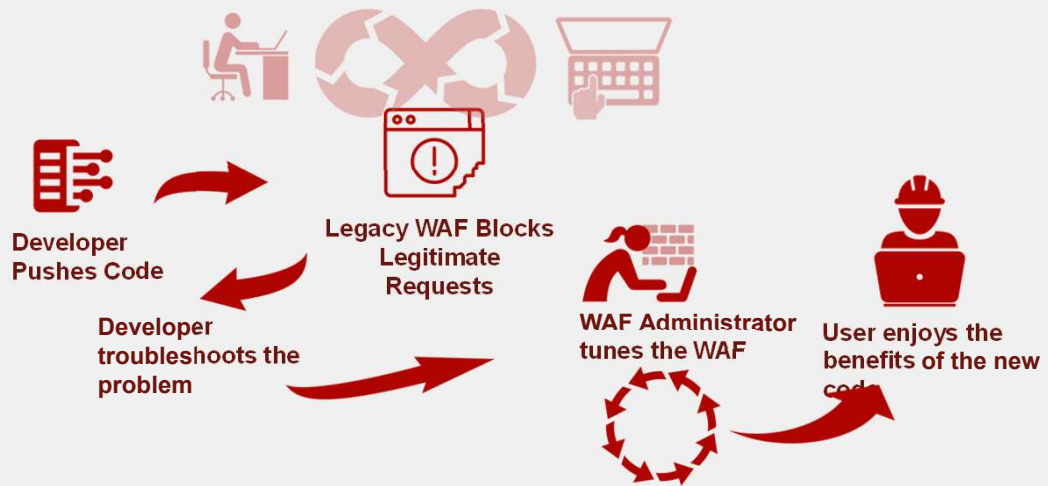 Developer
Pushes Code
Legacy WAF Blocks
Legitimate
Requests
Developer
troubleshoots the
problem
WAF Administrator
tunes the WAF
User enjoys the
benefits of the new
code